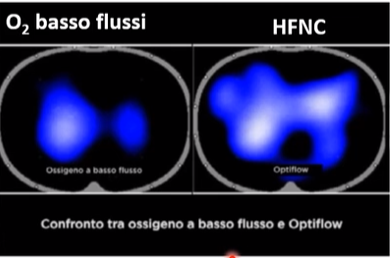 O₂ basso flussi
HFNC
Ossigeno a basso flusso
Optiflow
Confronto tra ossigeno a basso flusso e Optiflow